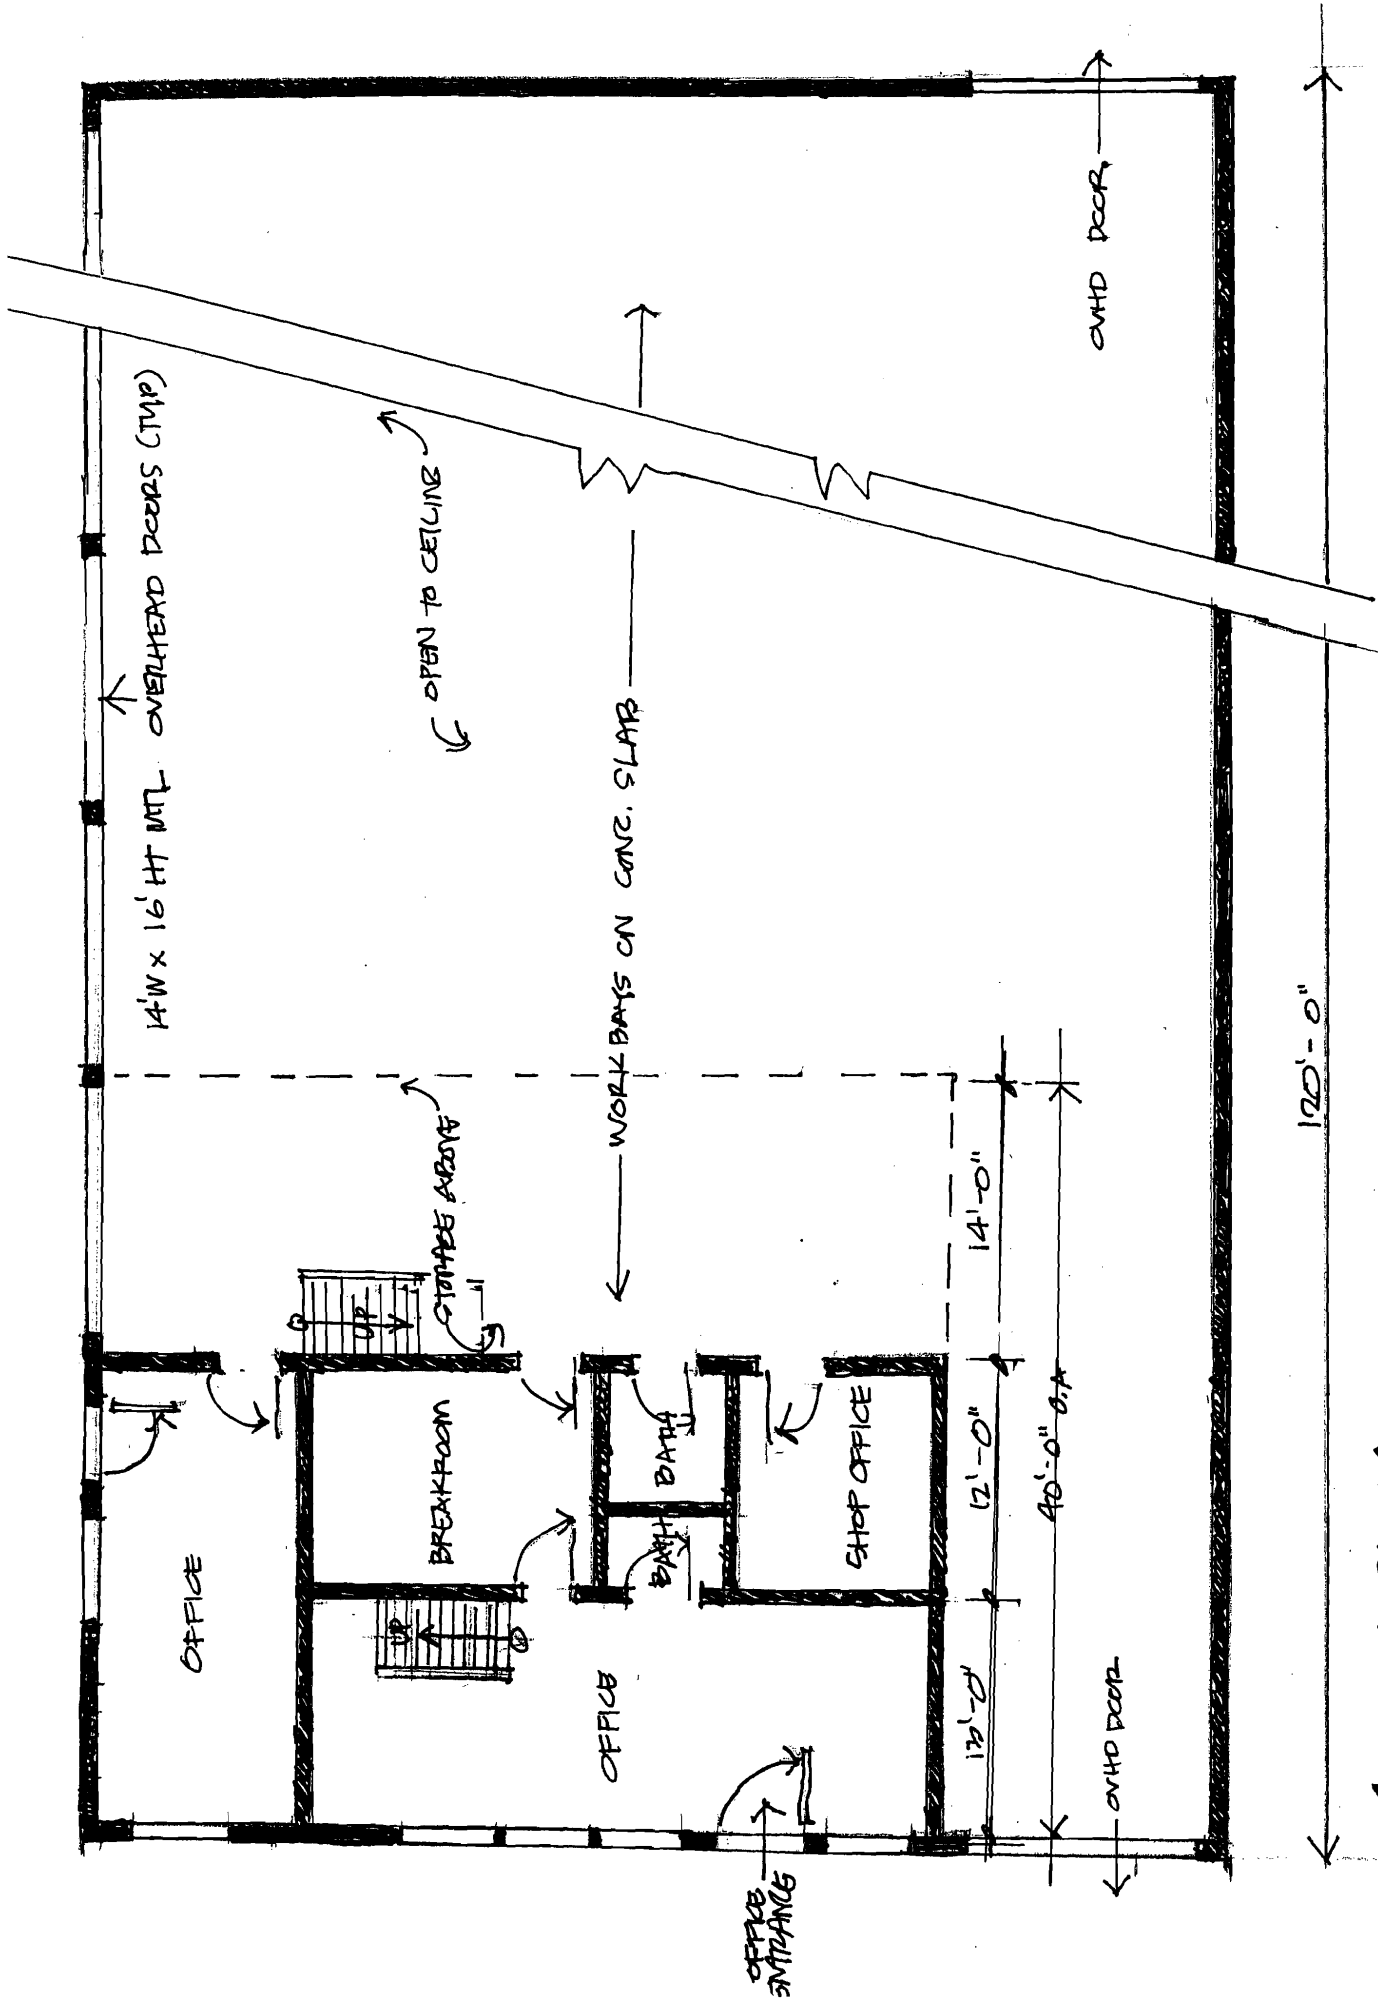 14'W x 16' HT MTL OVERHEAD DOORS (TYP)
OPEN TO CEILING
WORK BAYS ON CONC. SLAB
STORAGE ABOVE
OVHD DOOR
UP
BREAKROOM
BATH
SHOP OFFICE
OFFICE
BATH
UP
OFFICE
14'-0"
12'-0"
40'-0" O.A
OVHD DOOR
OFFICE
ENTRANCE
120'-0"